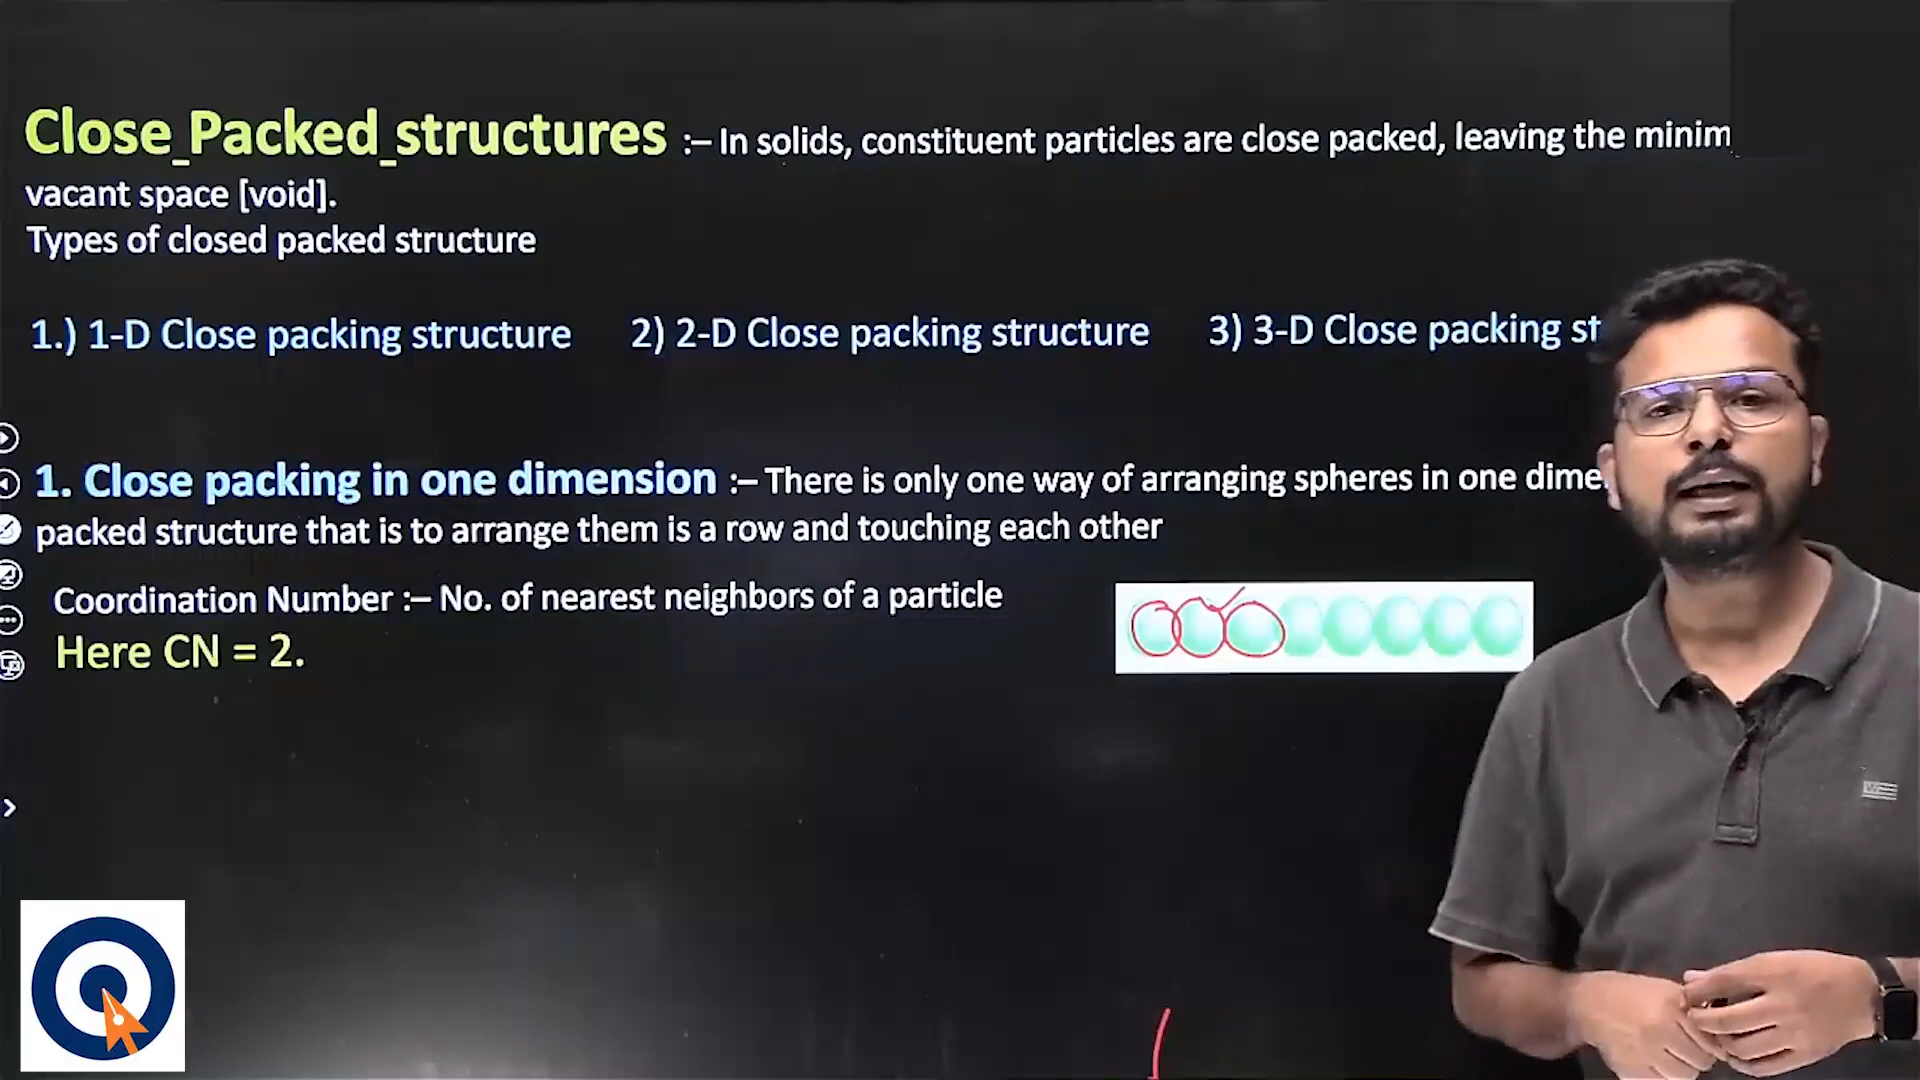 Close_Packed_structures :– In solids, constituent particles are close packed, leaving the minim
vacant space [void].
Types of closed packed structure
1.) 1-D Close packing structure 2) 2-D Close packing structure 3) 3-D Close packing st
1. Close packing in one dimension :– There is only one way of arranging spheres in one dime
packed structure that is to arrange them is a row and touching each other
Coordination Number :– No. of nearest neighbors of a particle
Here CN = 2.